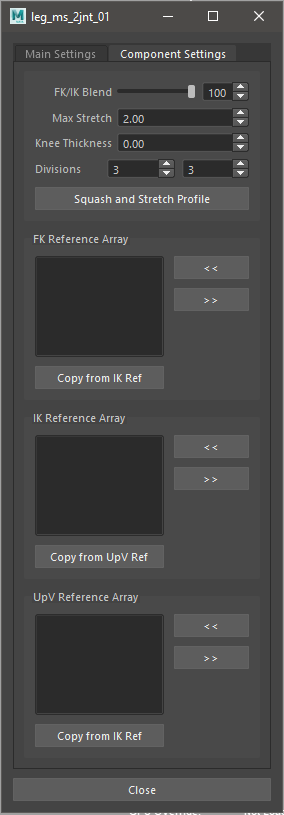 leg_ms_2jnt_01
Main Settings Component Settings
FK/IK Blend 100
Max Stretch 2.00
Knee Thickness 0.00
Divisions 3 3
Squash and Stretch Profile
FK Reference Array
<<
>>
Copy from IK Ref
IK Reference Array
<<
>>
Copy from UpV Ref
UpV Reference Array
<<
>>
Copy from IK Ref
Close